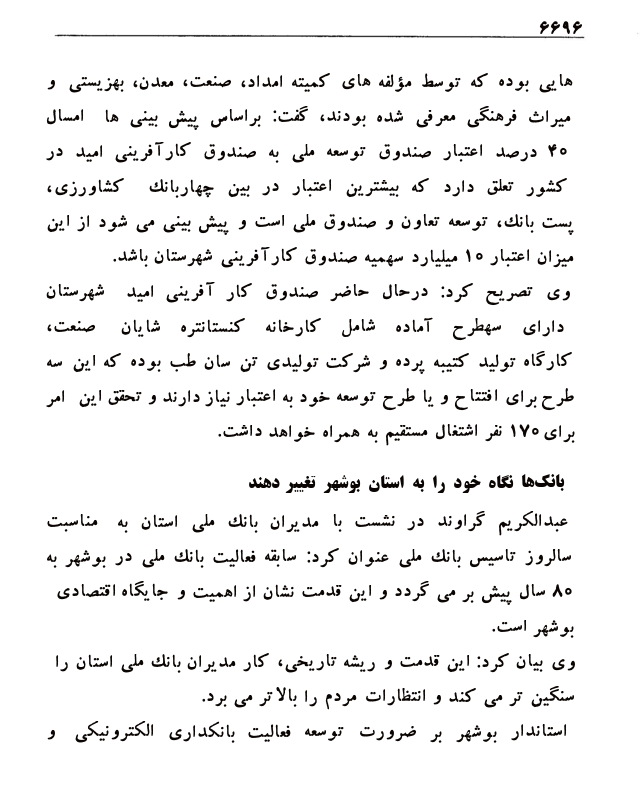 ۶۶۹۶
هایی بوده که توسط مؤلفه های کمیته امداد، صنعت، معدن، بهزیستی و
میراث فرهنگی معرفی شده بودند، گفت: براساس پیش بینی ها امسال
۴۰ درصد اعتبار صندوق توسعه ملی به صندوق کارآفرینی امید در
کشور تعلق دارد که بیشترین اعتبار در بین چهاربانك کشاورزی،
پست بانك، توسعه تعاون و صندوق ملی است و پیش بینی می شود از این
میزان اعتبار ۱۰ میلیارد سهمیه صندوق کارآفرینی شهرستان باشد.
وی تصریح کرد: درحال حاضر صندوق کار آفرینی امید شهرستان
دارای سهطرح آماده شامل کارخانه کنستانتره شایان صنعت،
کارگاه تولید کتیبه پرده و شرکت تولیدی تن سان طب بوده که این سه
طرح برای افتتاح و یا طرح توسعه خود به اعتبار نیاز دارند و تحقق این امر
برای ۱۷۰ نفر اشتغال مستقیم به همراه خواهد داشت.
بانک‌ها نگاه خود را به استان بوشهر تغییر دهند
عبدالکریم گراوند در نشست با مدیران بانك ملی استان به مناسبت
سالروز تاسیس بانك ملی عنوان کرد: سابقه فعالیت بانك ملی در بوشهر به
۸۰ سال پیش بر می گردد و این قدمت نشان از اهمیت و جایگاه اقتصادی
بوشهر است.
وی بیان کرد: این قدمت و ریشه تاریخی، کار مدیران بانك ملی استان را
سنگین تر می کند و انتظارات مردم را بالاتر می برد.
استاندار بوشهر بر ضرورت توسعه فعالیت بانکداری الکترونیکی و